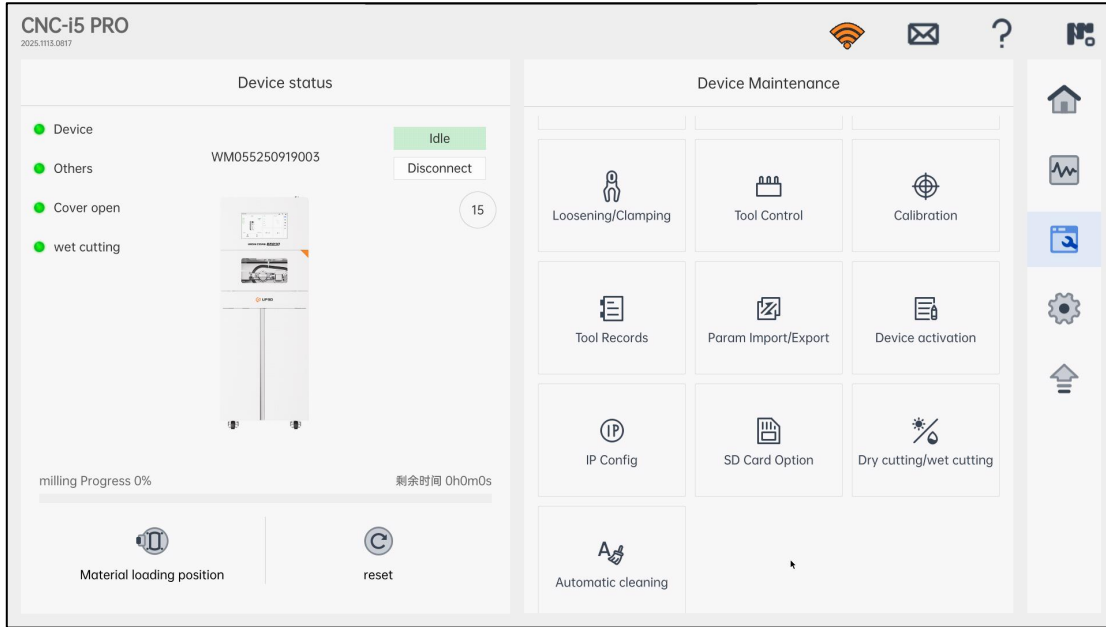 CNC-i5 PRO
2025.1113.0817
Device status
Device
Others
Cover open
wet cutting
WM055250919003
Idle
Disconnect
15
UP3D
milling Progress 0%
剩余时间 0h0m0s
Material loading position
reset
Device Maintenance
Loosening/Clamping
Tool Control
Calibration
Tool Records
Param Import/Export
Device activation
IP
IP Config
SD Card Option
Dry cutting/wet cutting
A
Automatic cleaning